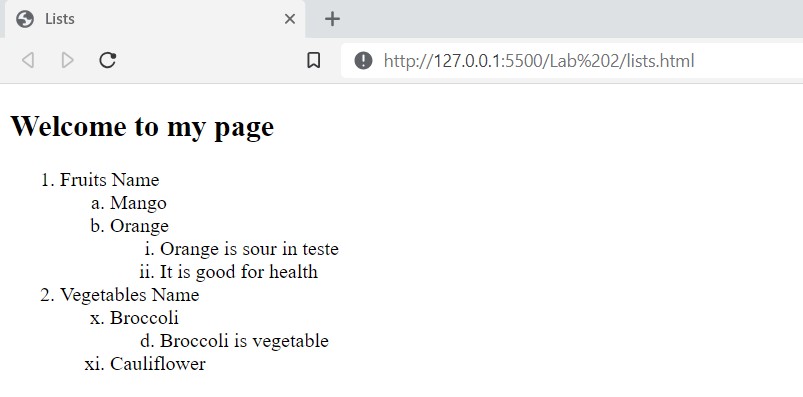 Lists
http://127.0.0.1:5500/Lab%202/lists.html
Welcome to my page
1. Fruits Name
a. Mango
b. Orange
i. Orange is sour in teste
ii. It is good for health
2. Vegetables Name
x. Broccoli
d. Broccoli is vegetable
xi. Cauliflower